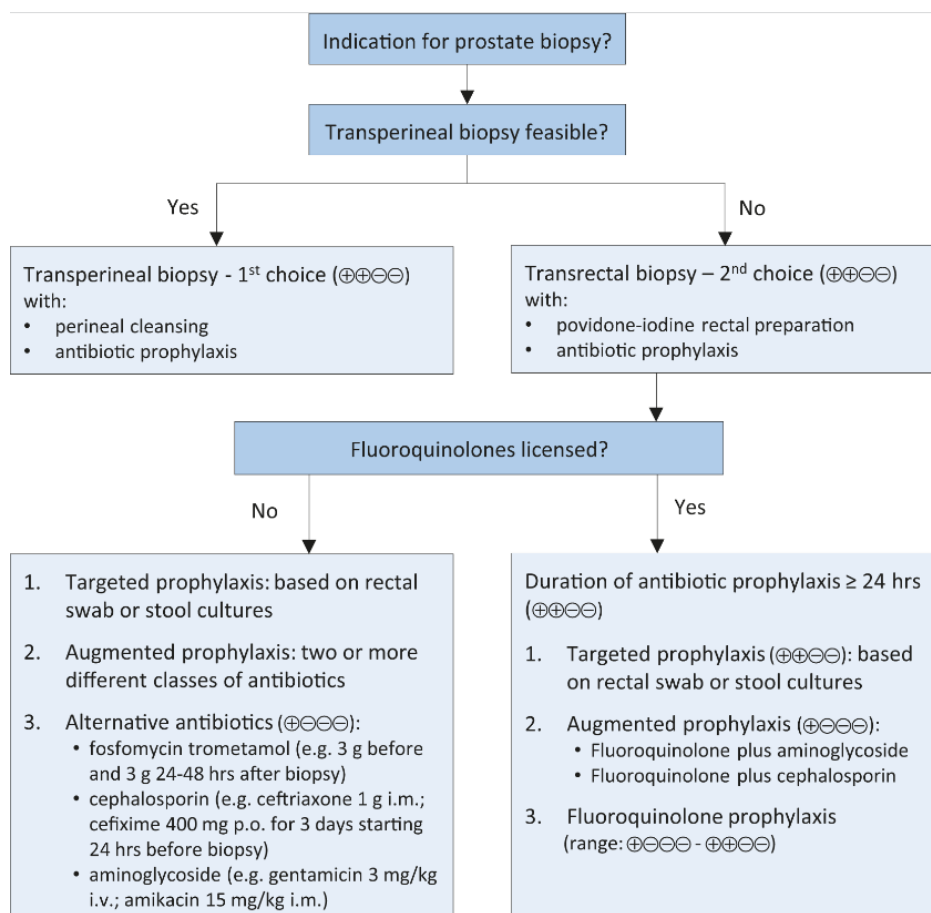 Indication for prostate biopsy?
Transperineal biopsy feasible?
Yes
No
Transperineal biopsy - 1st choice (⊕⊕⊖⊖)
with:
• perineal cleansing
• antibiotic prophylaxis
Transrectal biopsy – 2nd choice (⊕⊕⊖⊖)
with:
• povidone-iodine rectal preparation
• antibiotic prophylaxis
Fluoroquinolones licensed?
No
Yes
1. Targeted prophylaxis: based on rectal
swab or stool cultures
2. Augmented prophylaxis: two or more
different classes of antibiotics
3. Alternative antibiotics (⊕⊖⊖⊖):
• fosfomycin trometamol (e.g. 3 g before
and 3 g 24-48 hrs after biopsy)
• cephalosporin (e.g. ceftriaxone 1 g i.m.;
cefixime 400 mg p.o. for 3 days starting
24 hrs before biopsy)
• aminoglycoside (e.g. gentamicin 3 mg/kg
i.v.; amikacin 15 mg/kg i.m.)
Duration of antibiotic prophylaxis ≥ 24 hrs
(⊕⊕⊖⊖)
1. Targeted prophylaxis (⊕⊕⊖⊖): based
on rectal swab or stool cultures
2. Augmented prophylaxis (⊕⊖⊖⊖):
• Fluoroquinolone plus aminoglycoside
• Fluoroquinolone plus cephalosporin
3. Fluoroquinolone prophylaxis
(range: ⊕⊖⊖⊖ - ⊕⊕⊖⊖)